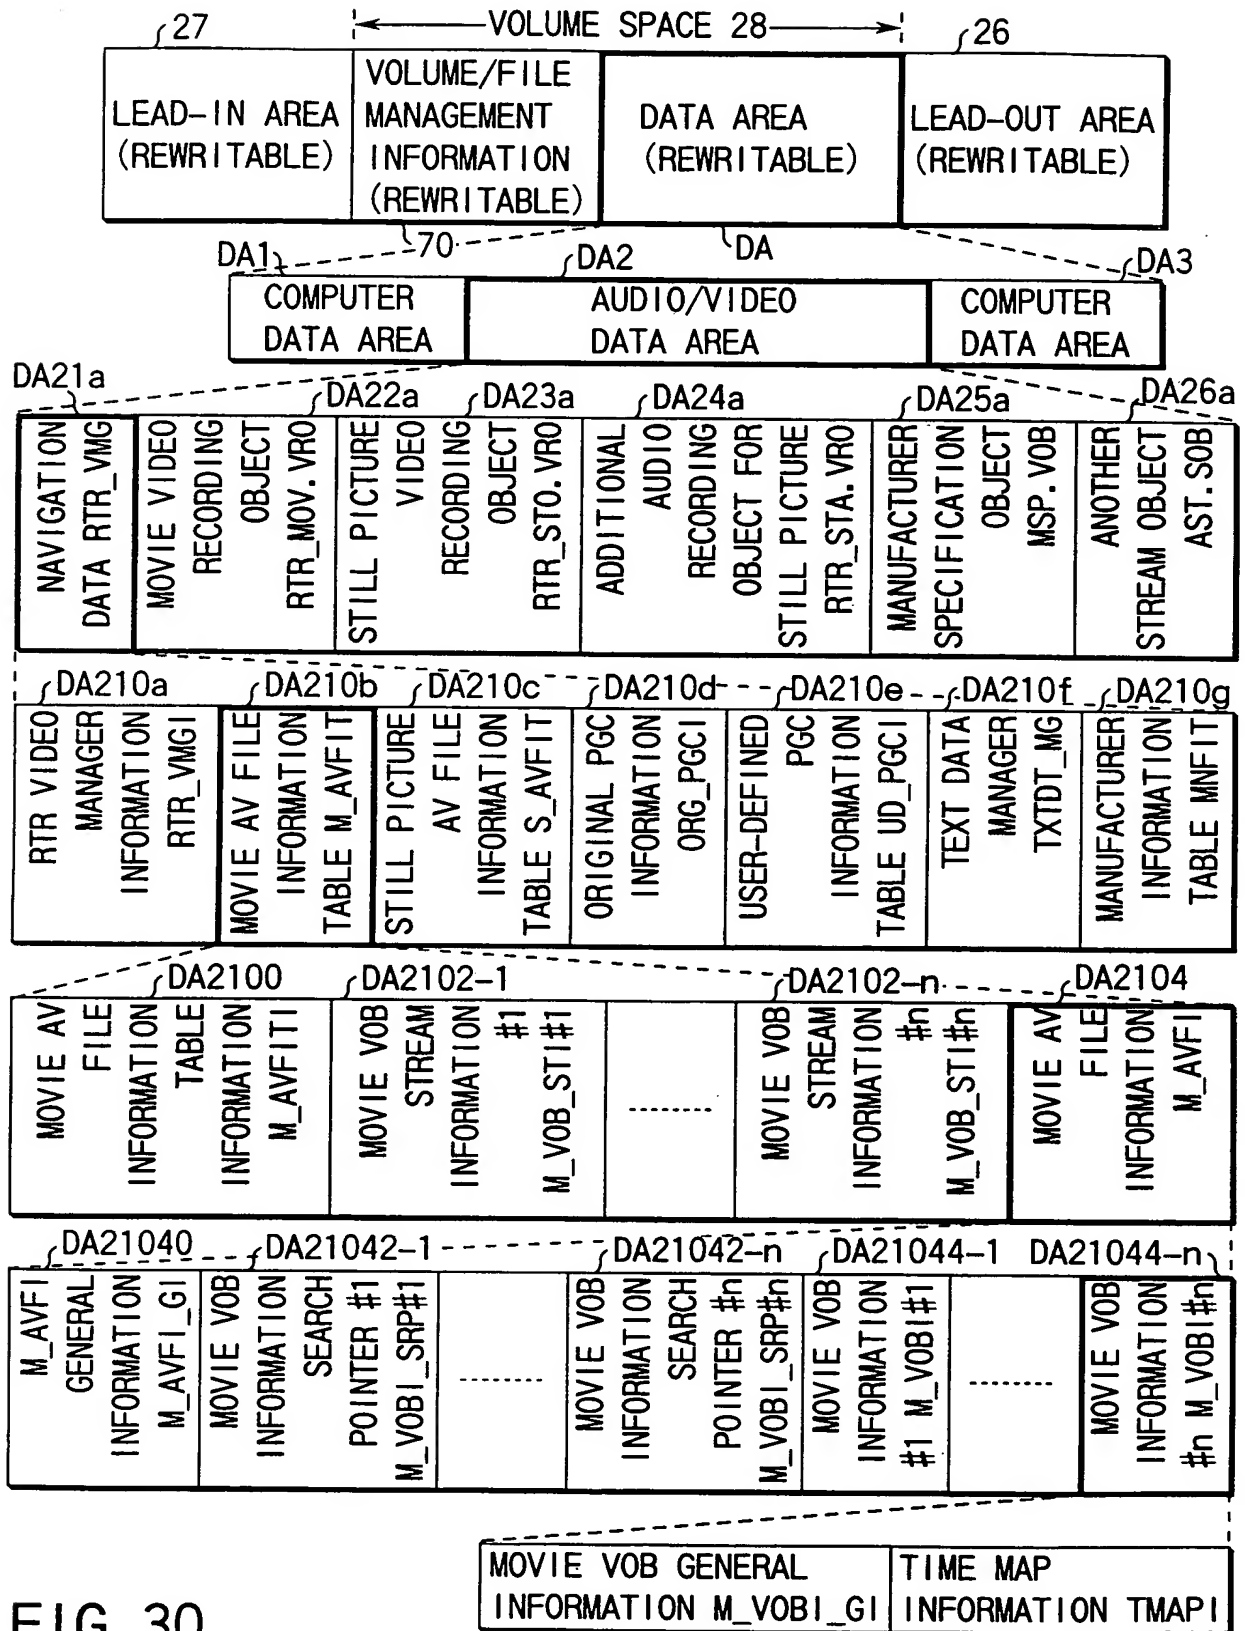 27
VOLUME SPACE 28
26
LEAD-IN AREA
(REWRITABLE)
VOLUME/FILE
MANAGEMENT
INFORMATION
(REWRITABLE)
DATA AREA
(REWRITABLE)
LEAD-OUT AREA
(REWRITABLE)
70
DA
DA1
DA2
DA3
COMPUTER
DATA AREA
AUDIO/VIDEO
DATA AREA
COMPUTER
DATA AREA
DA21a
DA22a
DA23a
DA24a
DA25a
DA26a
NAVIGATION
DATA RTR_VMG
MOVIE VIDEO
RECORDING
OBJECT
RTR_MOV.VRO
STILL PICTURE
VIDEO
RECORDING
OBJECT
RTR_STO.VRO
ADDITIONAL
AUDIO
RECORDING
OBJECT FOR
STILL PICTURE
RTR_STA.VRO
MANUFACTURER
SPECIFICATION
OBJECT
MSP.VOB
ANOTHER
STREAM OBJECT
AST.SOB
DA210a
DA210b
DA210c
DA210d
DA210e
DA210f
DA210g
RTR VIDEO
MANAGER
INFORMATION
RTR_VMGI
MOVIE AV FILE
INFORMATION
TABLE M_AVFIT
STILL PICTURE
AV FILE
INFORMATION
TABLE S_AVFIT
ORIGINAL PGC
INFORMATION
ORG_PGCI
USER-DEFINED
PGC
INFORMATION
TABLE UD_PGCI
TEXT DATA
MANAGER
TXTDT_MG
MANUFACTURER
INFORMATION
TABLE MNFIT
DA2100
DA2102-1
DA2102-n
DA2104
MOVIE AV
FILE
INFORMATION
TABLE
INFORMATION
M_AVFITI
MOVIE VOB
STREAM
INFORMATION
#1
M_VOB_STI#1
........
MOVIE VOB
STREAM
INFORMATION
#n
M_VOB_STI#n
MOVIE AV
FILE
INFORMATION
M_AVFI
DA21040
DA21042-1
DA21042-n
DA21044-1
DA21044-n
M_AVFI
GENERAL
INFORMATION
M_AVFI_GI
MOVIE VOB
INFORMATION
SEARCH
POINTER #1
M_VOBI_SRP#1
........
MOVIE VOB
INFORMATION
SEARCH
POINTER #n
M_VOBI_SRP#n
MOVIE VOB
INFORMATION
#1 M_VOBI#1
........
MOVIE VOB
INFORMATION
#n M_VOBI#n
MOVIE VOB GENERAL
INFORMATION M_VOBI_GI
TIME MAP
INFORMATION TMAPI
FIG. 30